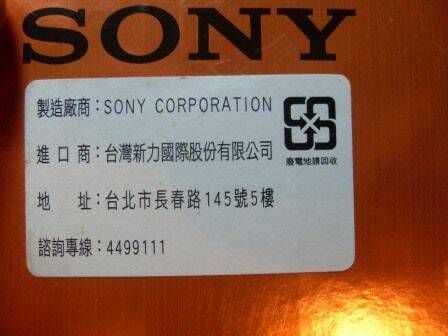 SONY
製造廠商：SONY CORPORATION
進口商：台灣新力國際股份有限公司
地 址：台北市長春路145號5樓
諮詢專線：4499111
廢電池請回收